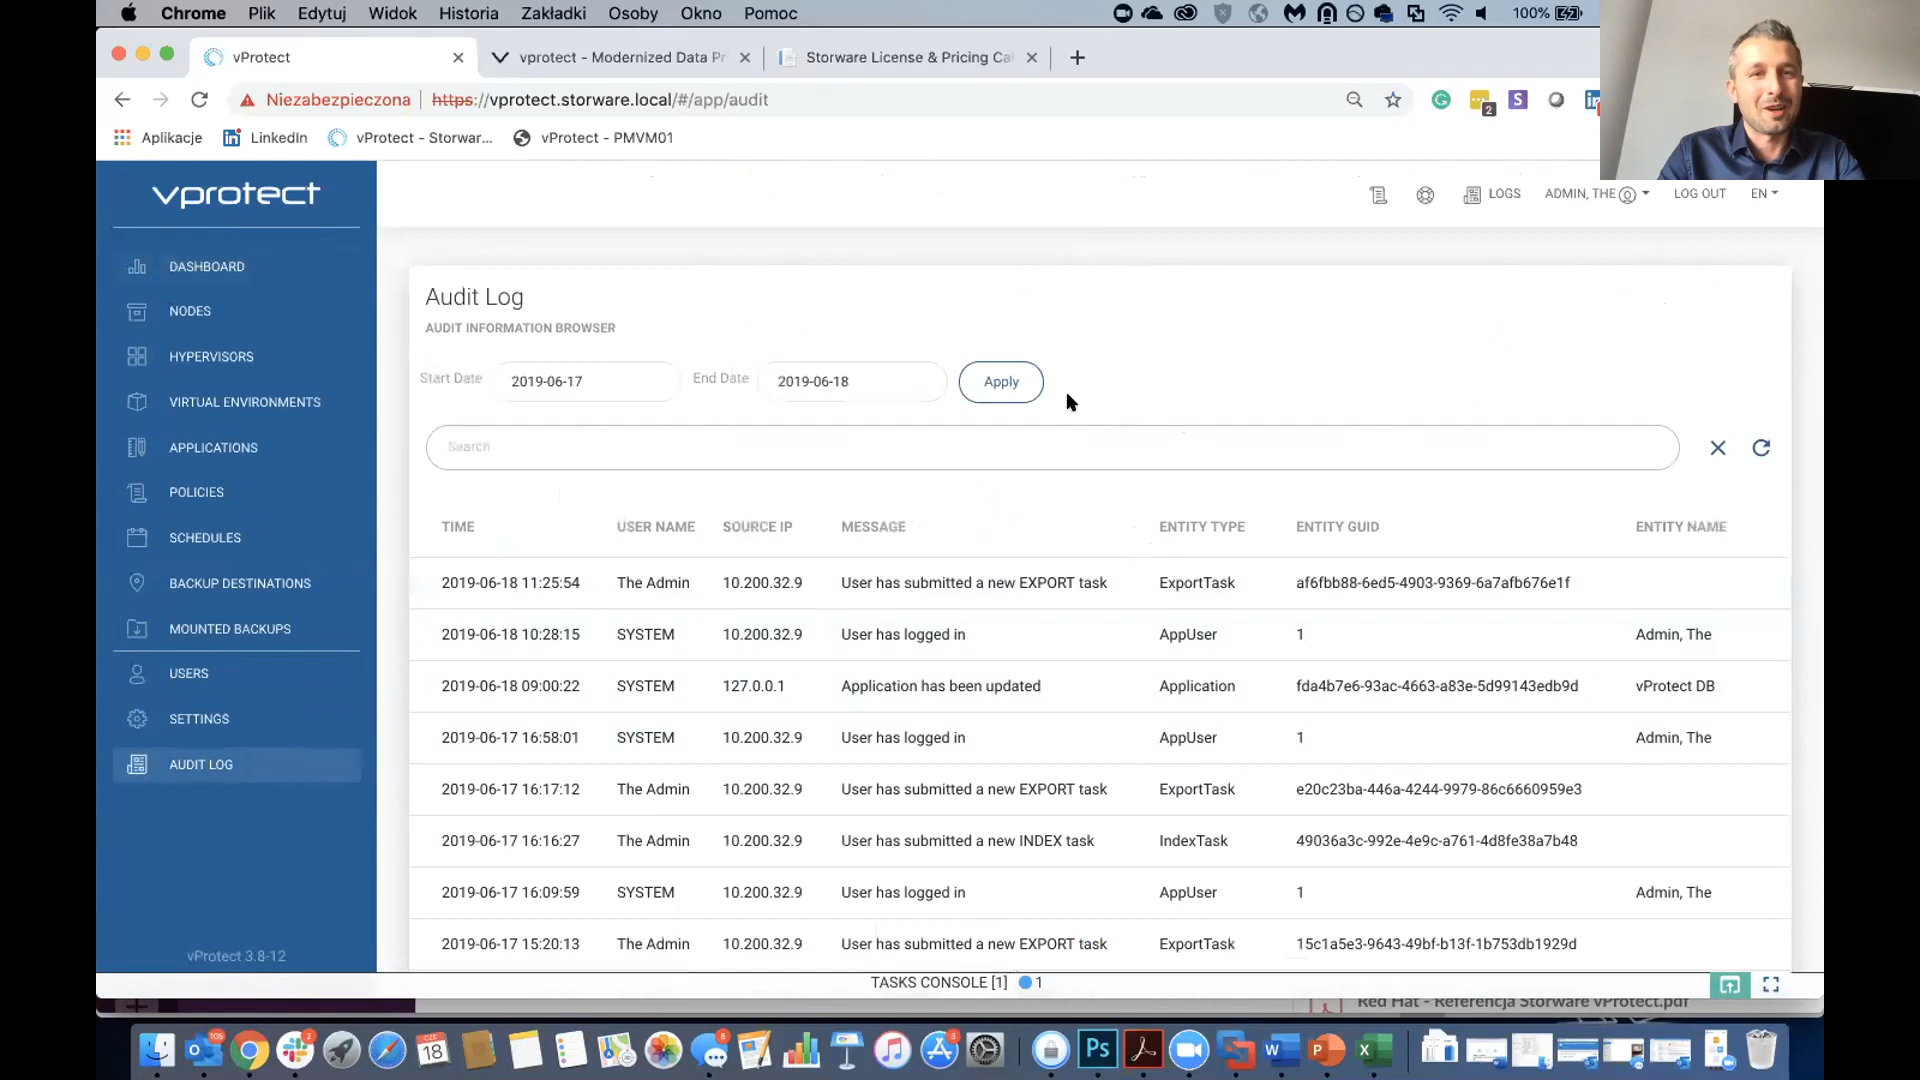 Chrome Plik Edytuj Widok Historia Zakładki Osoby Okno Pomoc 100%
vProtect vprotect - Modernized Data Pr Storware License & Pricing Cal
Niezabezpieczona https://vprotect.storware.local/#/app/audit 2
Aplikacje LinkedIn vProtect - Storwar... vProtect - PMVM01
vprotect LOGS ADMIN, THE LOG OUT EN
DASHBOARD
NODES
HYPERVISORS
VIRTUAL ENVIRONMENTS
APPLICATIONS
POLICIES
SCHEDULES
BACKUP DESTINATIONS
MOUNTED BACKUPS
USERS
SETTINGS
AUDIT LOG
vProtect 3.8-12
Audit Log
AUDIT INFORMATION BROWSER
Start Date 2019-06-17 End Date 2019-06-18 Apply
Search
TIME USER NAME SOURCE IP MESSAGE ENTITY TYPE ENTITY GUID ENTITY NAME
2019-06-18 11:25:54 The Admin 10.200.32.9 User has submitted a new EXPORT task ExportTask af6fbb88-6ed5-4903-9369-6a7afb676e1f
2019-06-18 10:28:15 SYSTEM 10.200.32.9 User has logged in AppUser 1 Admin, The
2019-06-18 09:00:22 SYSTEM 127.0.0.1 Application has been updated Application fda4b7e6-93ac-4663-a83e-5d99143edb9d vProtect DB
2019-06-17 16:58:01 SYSTEM 10.200.32.9 User has logged in AppUser 1 Admin, The
2019-06-17 16:17:12 The Admin 10.200.32.9 User has submitted a new EXPORT task ExportTask e20c23ba-446a-4244-9979-86c6660959e3
2019-06-17 16:16:27 The Admin 10.200.32.9 User has submitted a new INDEX task IndexTask 49036a3c-992e-4e9c-a761-4d8fe38a7b48
2019-06-17 16:09:59 SYSTEM 10.200.32.9 User has logged in AppUser 1 Admin, The
2019-06-17 15:20:13 The Admin 10.200.32.9 User has submitted a new EXPORT task ExportTask 15c1a5e3-9643-49bf-b13f-1b753db1929d
TASKS CONSOLE [1] 1
Red Hat - Referencja Storware vProtect.pdf
18 Ps W P X